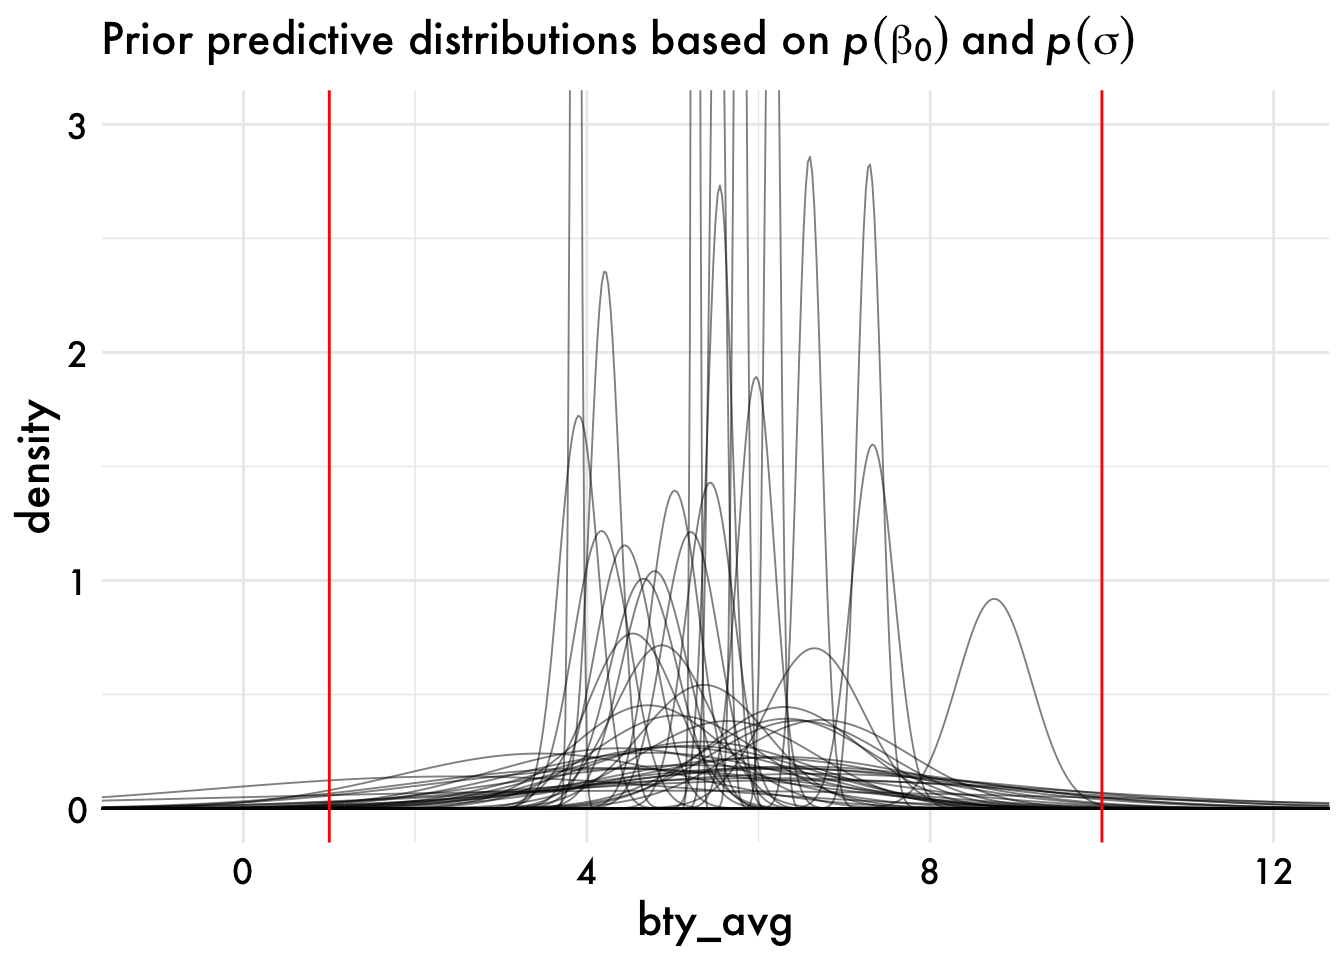 Prior predictive distributions based on p(β₀) and p(σ)
3
2
1
0
density
0 4 8 12
bty_avg